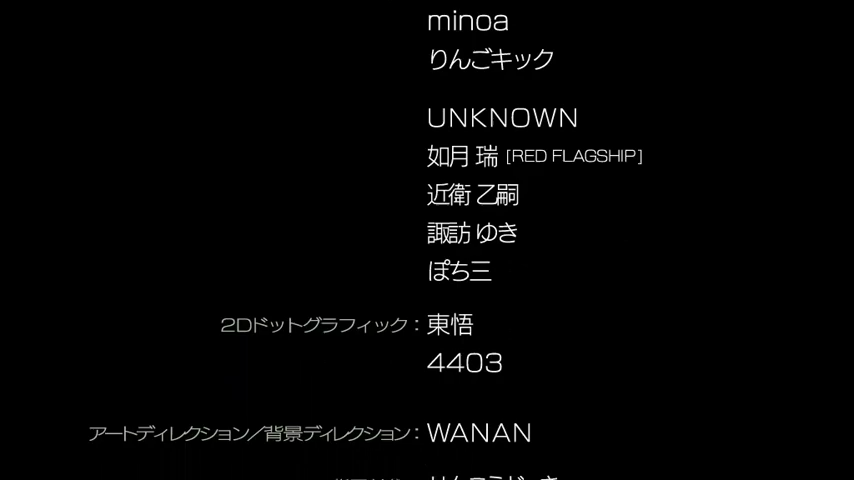 minoa
りんごキック
UNKNOWN
如月 瑞 [RED FLAGSHIP]
近衛 乙嗣
諏訪 ゆき
ぽち三
2Dドットグラフィック：東悟
4403
アートディレクション／背景ディレクション：WANAN